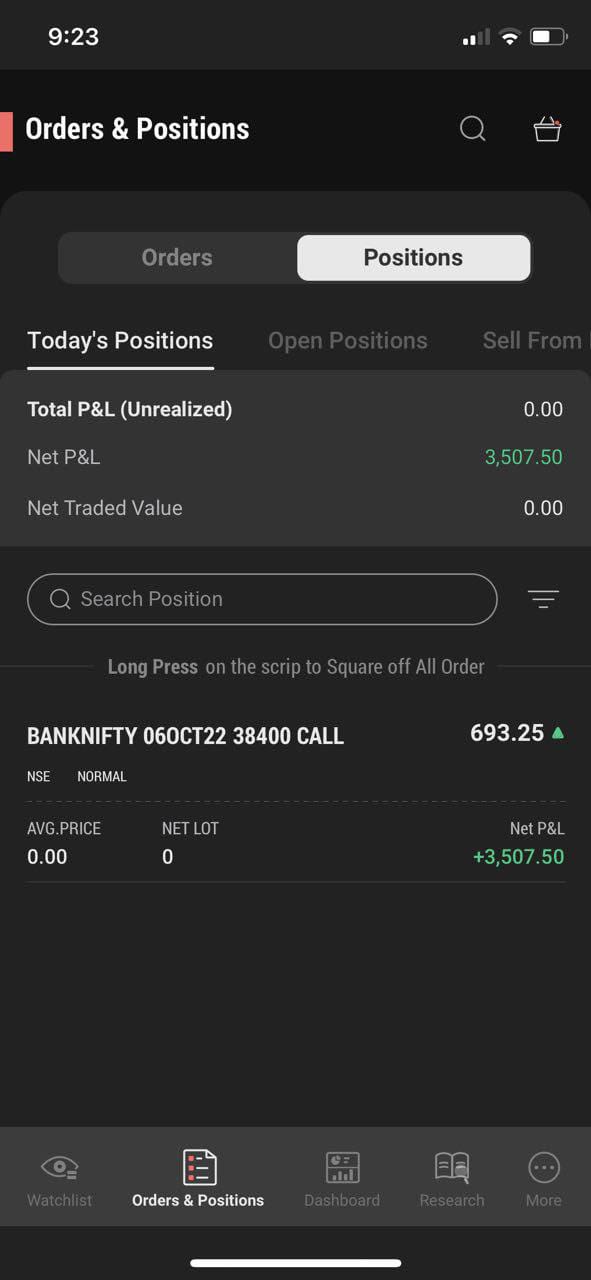 9:23
Orders & Positions
Orders Positions
Today's Positions Open Positions Sell From
Total P&L (Unrealized) 0.00
Net P&L 3,507.50
Net Traded Value 0.00
Search Position
Long Press on the scrip to Square off All Order
BANKNIFTY 06OCT22 38400 CALL 693.25
NSE NORMAL
AVG.PRICE NET LOT Net P&L
0.00 0 +3,507.50
Watchlist Orders & Positions Dashboard Research More